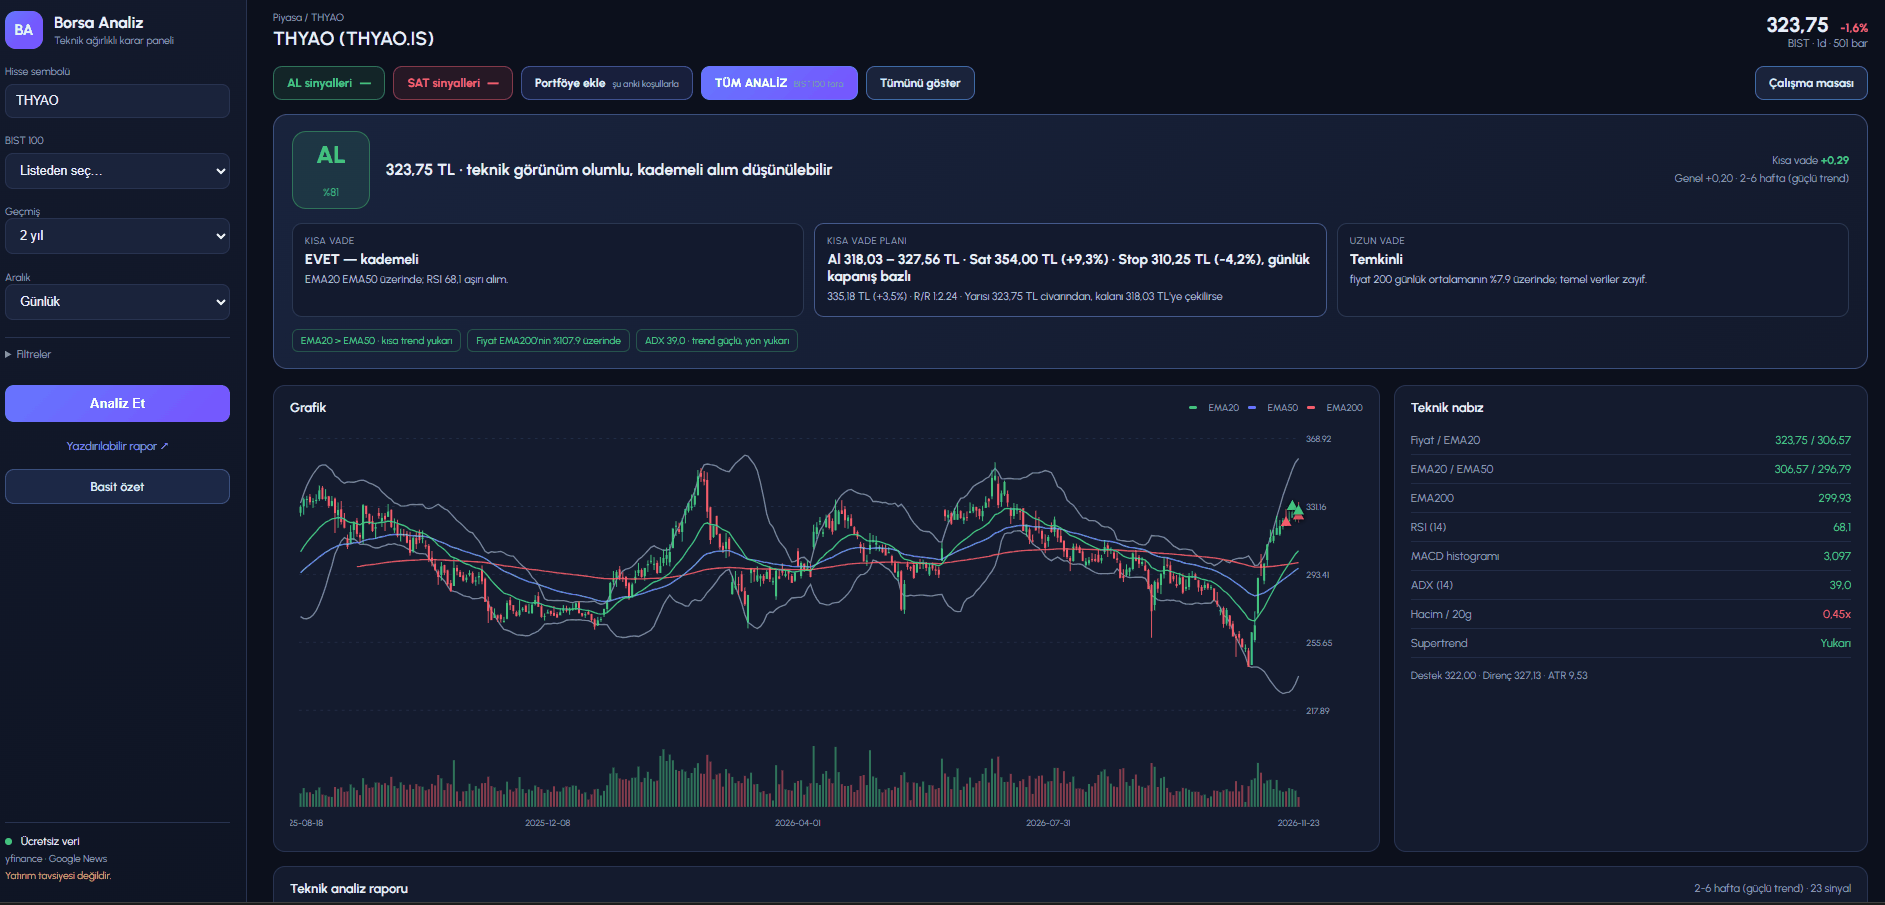 BA
Borsa Analiz
Teknik ağırlıklı karar paneli
Hisse sembolü
THYAO
BIST 100
Listeden seç...
Geçmiş
2 yıl
Aralık
Günlük
Filtreler
Analiz Et
Yazdırılabilir rapor ↗
Basit özet
Ücretsiz veri
yfinance · Google News
Yatırım tavsiyesi değildir.
Piyasa / THYAO
THYAO (THYAO.IS)
323,75 -1,6%
BIST · 1d · 501 bar
AL sinyalleri —
SAT sinyalleri —
Portföye ekle şu anki koşullarla
TÜM ANALİZ BIST 100 tara
Tümünü göster
Çalışma masası
AL
%81
323,75 TL · teknik görünüm olumlu, kademeli alım düşünülebilir
Kısa vade +0,29
Genel +0,20 · 2-6 hafta (güçlü trend)
KISA VADE
EVET — kademeli
EMA20 EMA50 üzerinde; RSI 68,1 aşırı alım.
KISA VADE PLANI
Al 318,03 – 327,56 TL · Sat 354,00 TL (+9,3%) · Stop 310,25 TL (-4,2%), günlük
kapanış bazlı
335,18 TL (+3,5%) · R/R 1:2.24 · Yarısı 323,75 TL civarından, kalanı 318,03 TL'ye çekilirse
UZUN VADE
Temkinli
fiyat 200 günlük ortalamanın %7.9 üzerinde; temel veriler zayıf.
EMA20 > EMA50 · kısa trend yukarı
Fiyat EMA200'nin %107.9 üzerinde
ADX 39,0 · trend güçlü, yön yukarı
Grafik
EMA20
EMA50
EMA200
368.92
331.16
293.41
255.65
217.89
25-08-18
2025-12-08
2026-04-01
2026-07-31
2026-11-23
Teknik nabız
Fiyat / EMA20 323,75 / 306,57
EMA20 / EMA50 306,57 / 296,79
EMA200 299,93
RSI (14) 68,1
MACD histogramı 3,097
ADX (14) 39,0
Hacim / 20g 0,45x
Supertrend Yukarı
Destek 322,00 · Direnç 327,13 · ATR 9,53
Teknik analiz raporu
2-6 hafta (güçlü trend) · 23 sinyal